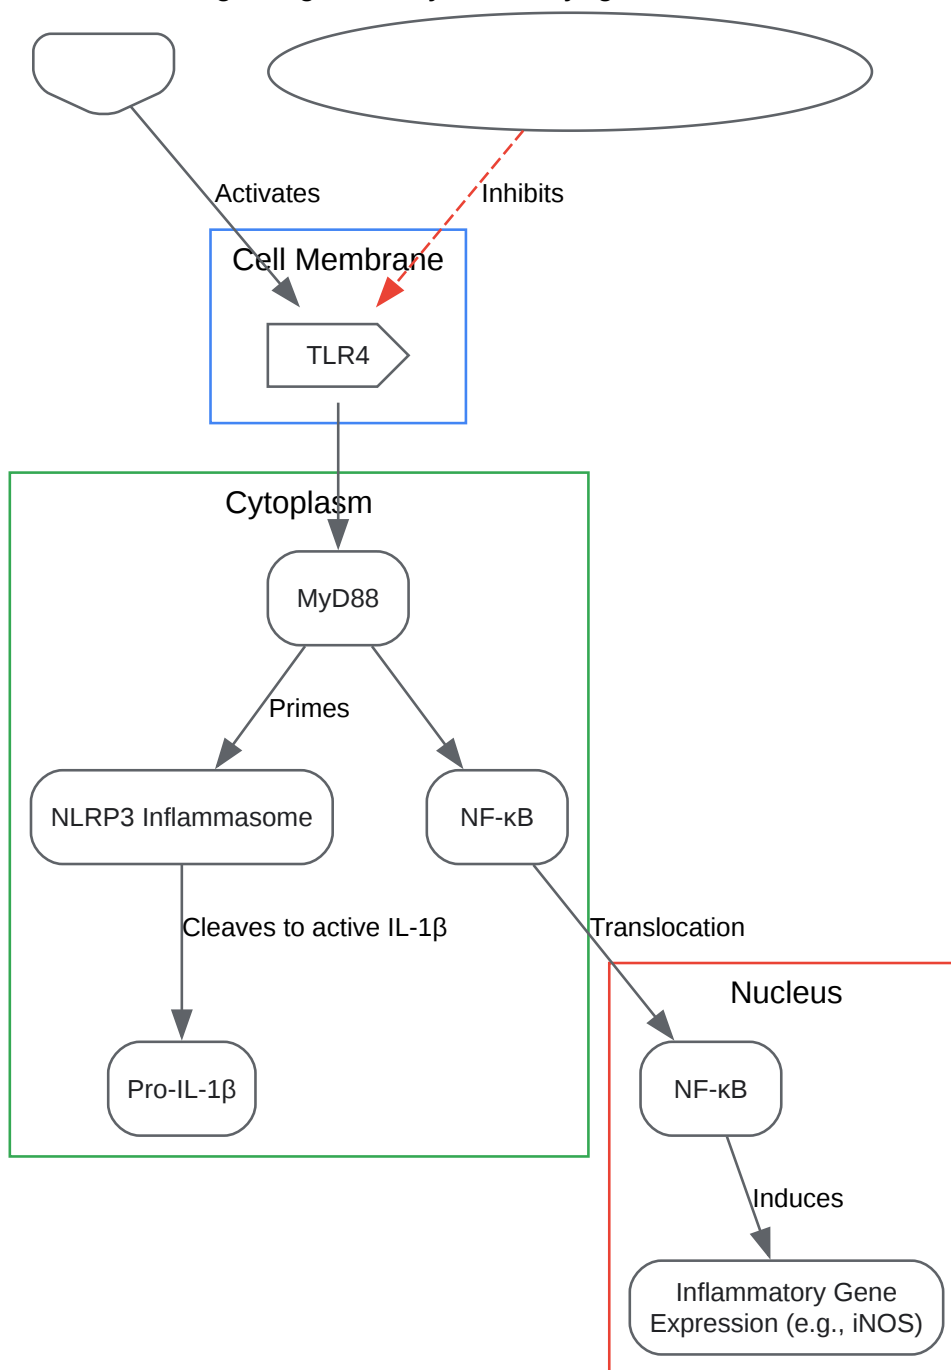 Activates
Inhibits
Cell Membrane
TLR4
Cytoplasm
MyD88
Primes
NLRP3 Inflammasome
NF-κB
Cleaves to active IL-1β
Translocation
Nucleus
Pro-IL-1β
NF-κB
Induces
Inflammatory Gene
Expression (e.g., iNOS)